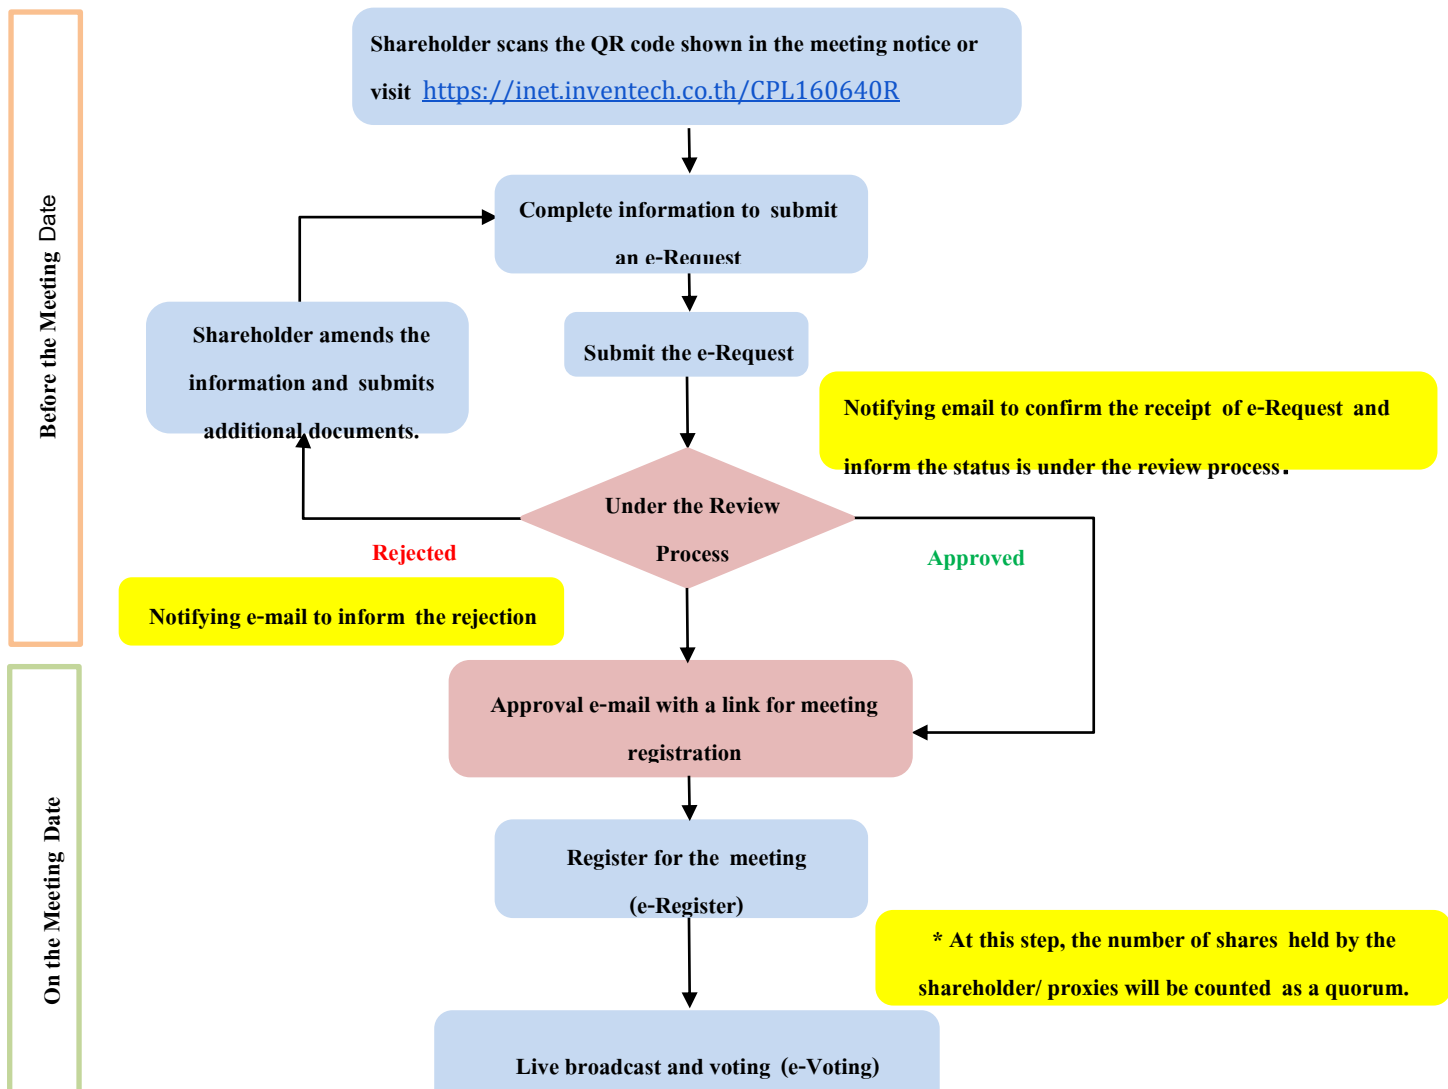 Shareholder scans the QR code shown in the meeting notice or
visit https://inet.inventech.co.th/CPL160640R
Before the Meeting Date
Complete information to submit
an e-Request
Shareholder amends the
information and submits
additional documents.
Submit the e-Request
Notifying email to confirm the receipt of e-Request and
inform the status is under the review process.
Under the Review
Process
Rejected
Approved
Notifying e-mail to inform the rejection
Approval e-mail with a link for meeting
registration
On the Meeting Date
Register for the meeting
(e-Register)
* At this step, the number of shares held by the
shareholder/ proxies will be counted as a quorum.
Live broadcast and voting (e-Voting)